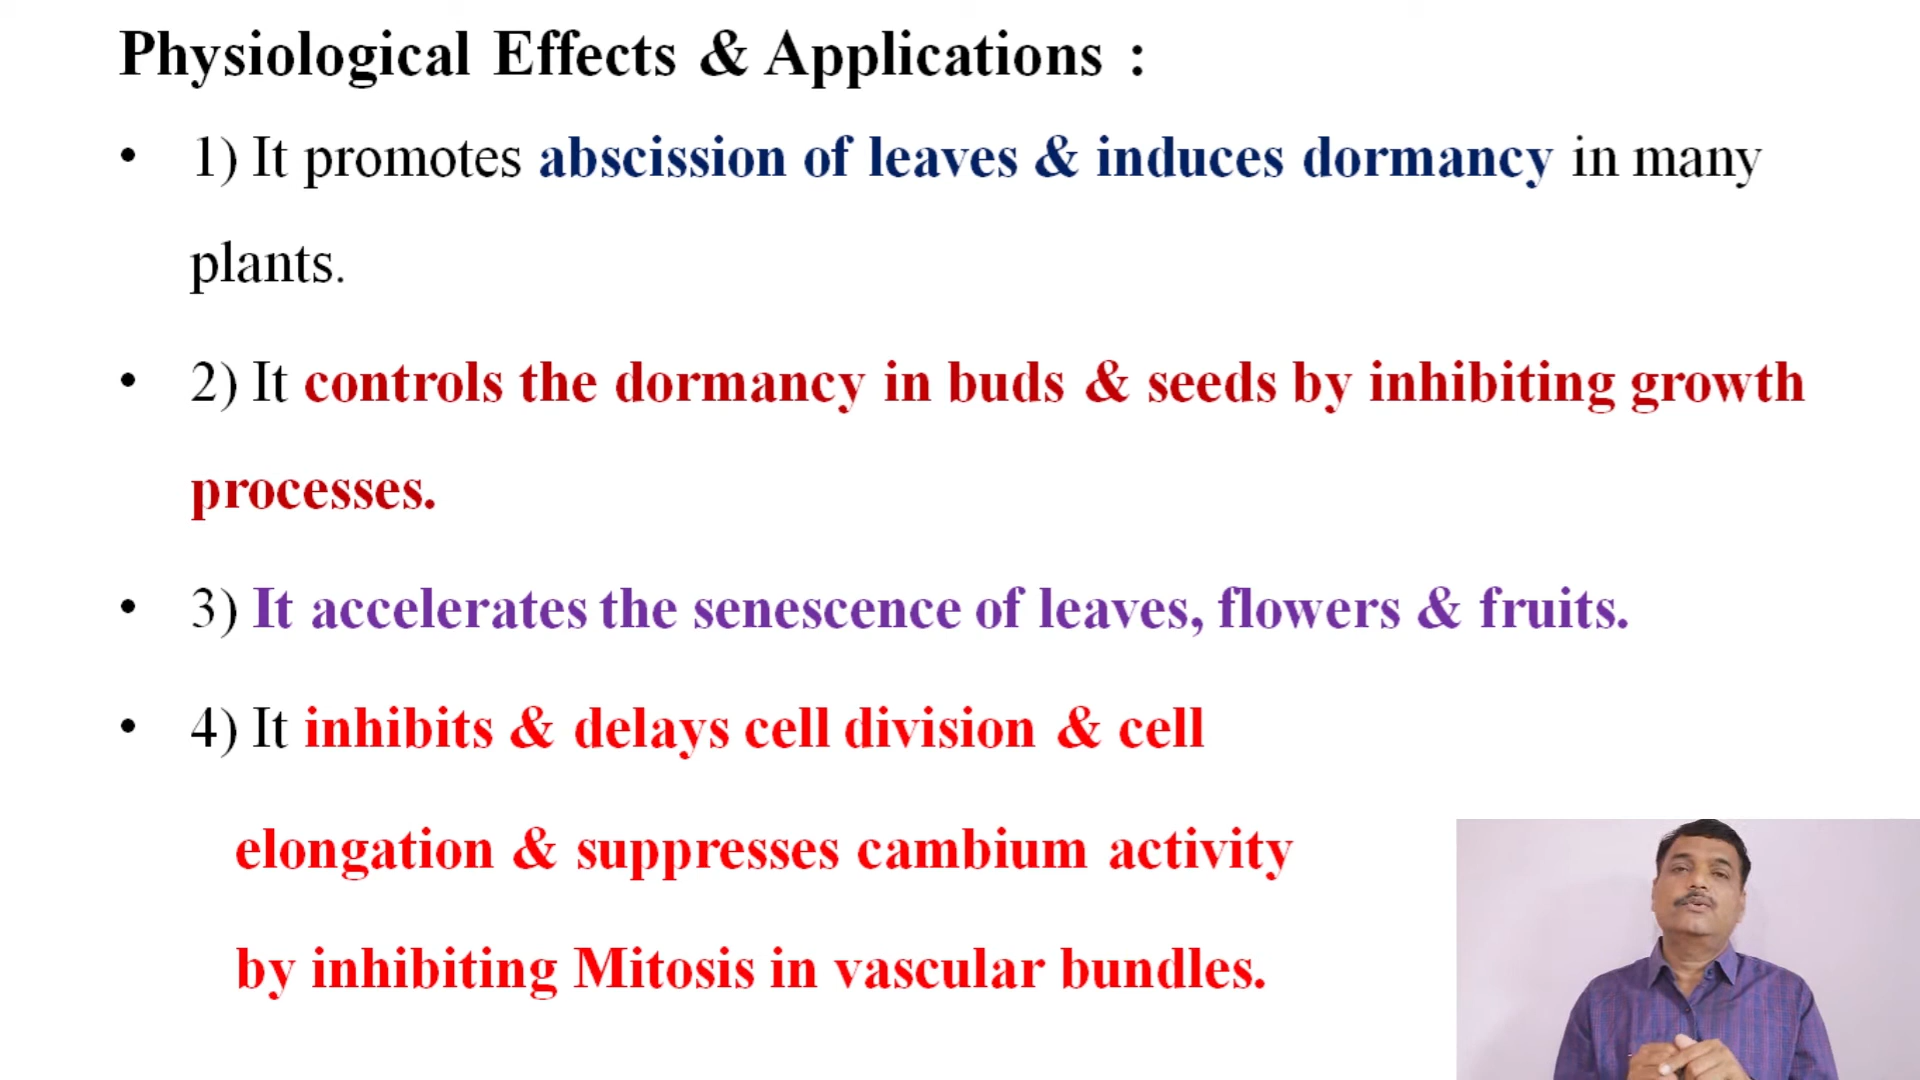 Physiological Effects & Applications :
• 1) It promotes abscission of leaves & induces dormancy in many
plants.
• 2) It controls the dormancy in buds & seeds by inhibiting growth
processes.
• 3) It accelerates the senescence of leaves, flowers & fruits.
• 4) It inhibits & delays cell division & cell
elongation & suppresses cambium activity
by inhibiting Mitosis in vascular bundles.